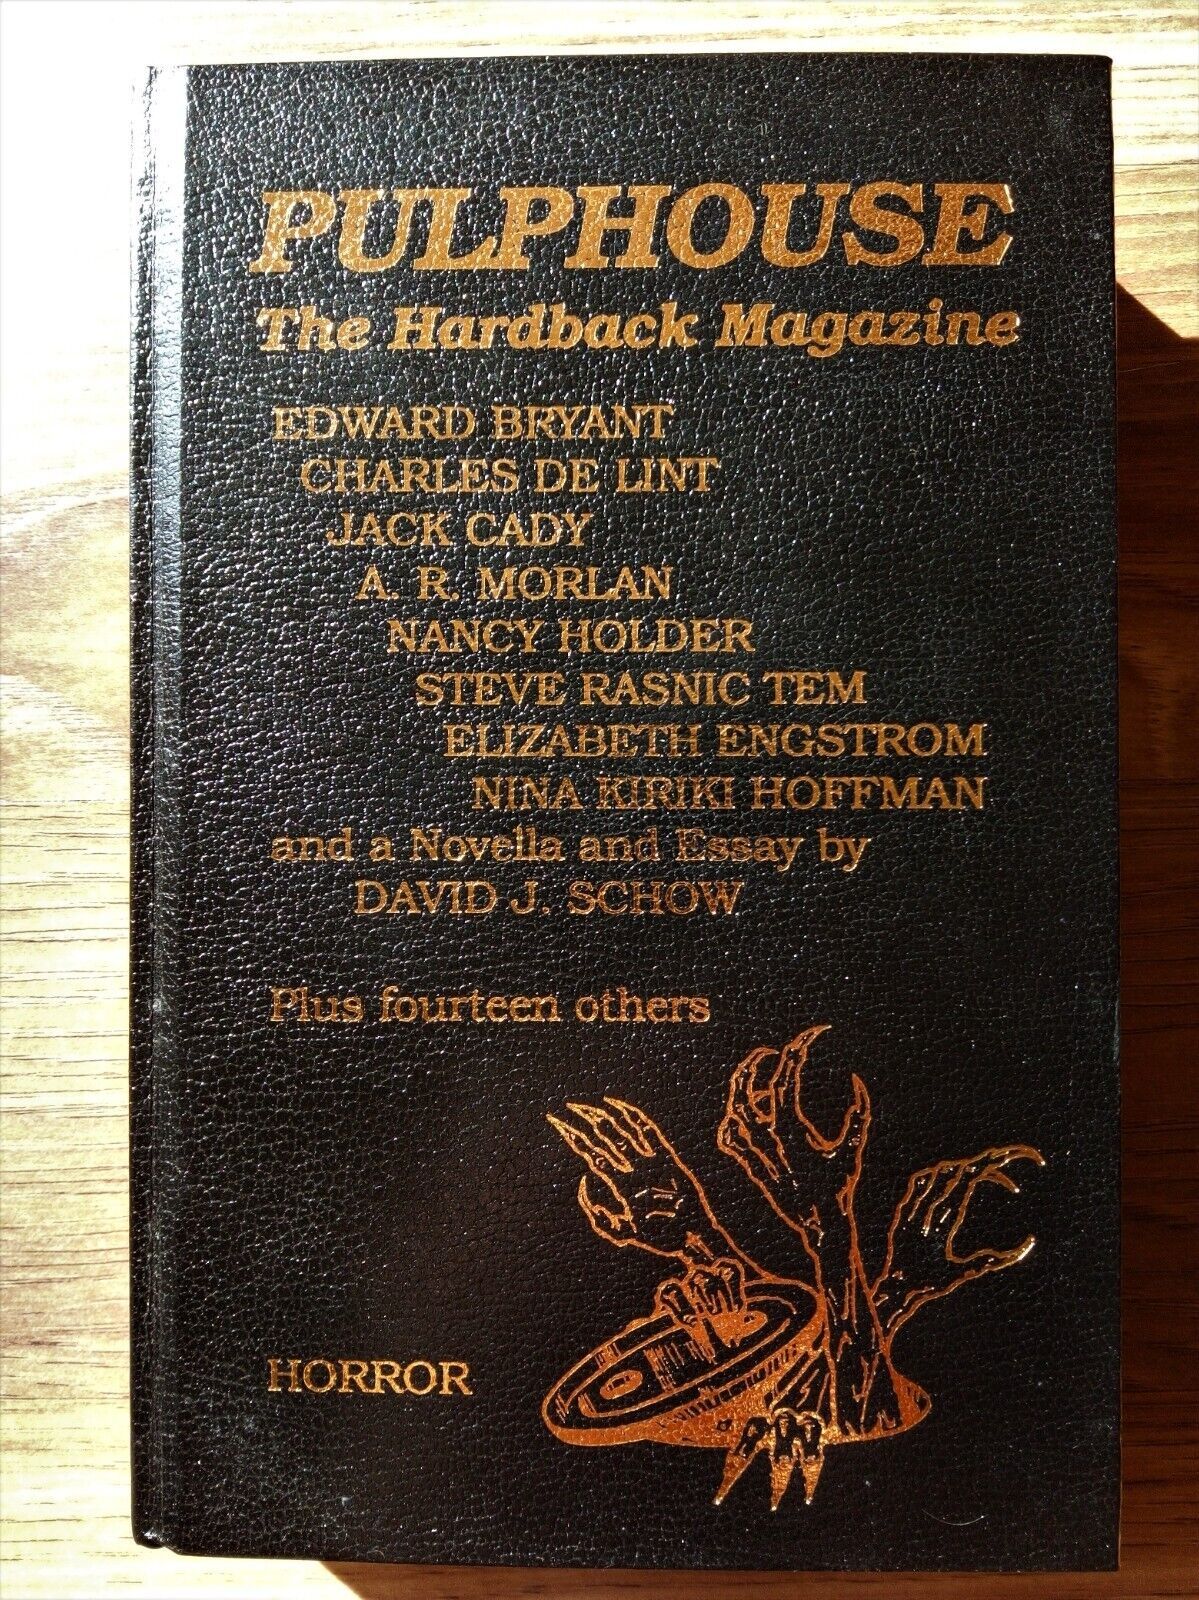 PULPHOUSE
The Hardback Magazine
EDWARD BRYANT
CHARLES DE LINT
JACK CADY
A. R. MORLAN
NANCY HOLDER
STEVE RASNIC TEM
ELIZABETH ENGSTROM
NINA KIRIKI HOFFMAN
and a Novella and Essay by
DAVID J. SCHOW
Plus fourteen others
HORROR